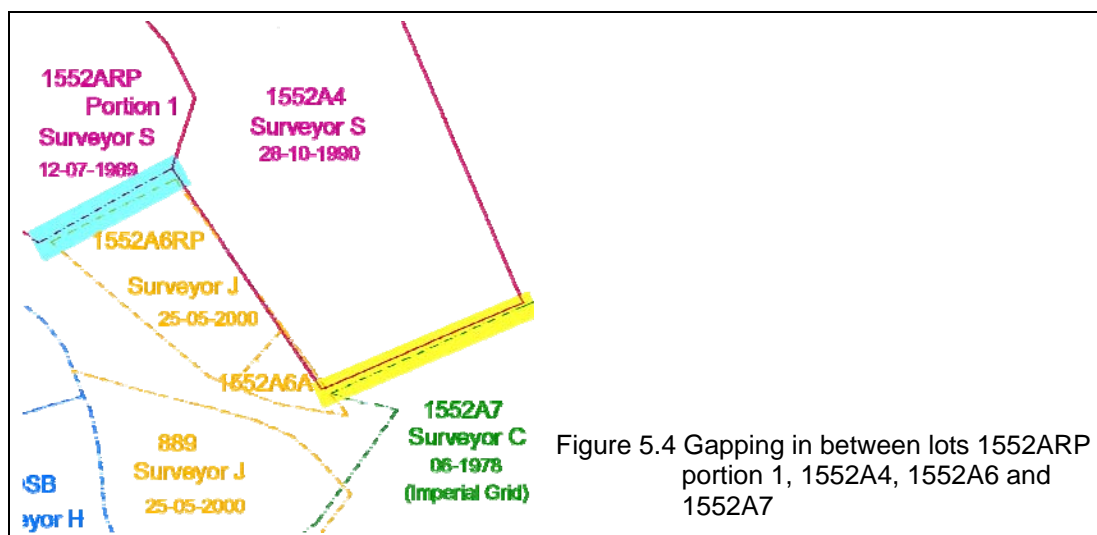 1552ARP
Portion 1
Surveyor S
12-07-1989
1552A4
Surveyor S
28-10-1990
1552A6RP
Surveyor J
25-05-2000
1552A6A
1552A7
Surveyor C
06-1978
(Imperial Grid)
889
Surveyor J
25-05-2000
SB
yor H
Figure 5.4 Gapping in between lots 1552ARP
portion 1, 1552A4, 1552A6 and
1552A7